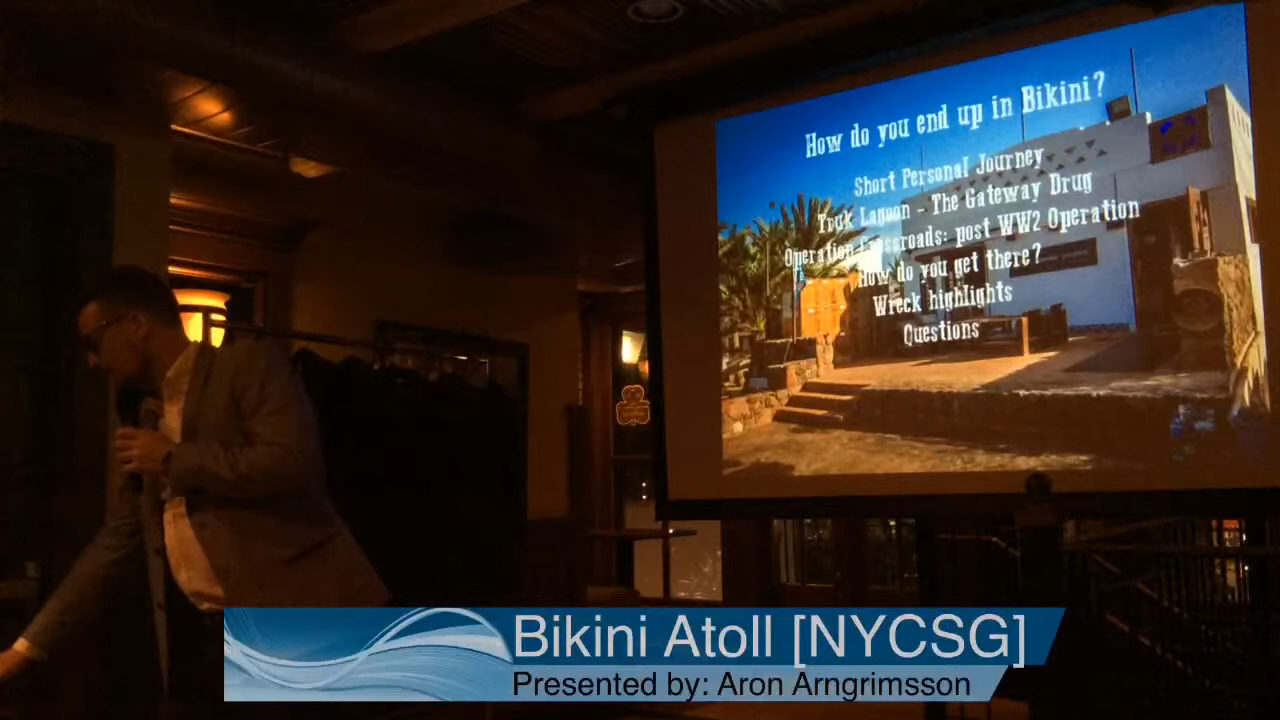 How do you end up in Bikini?
Short Personal Journey
Truk Lagoon - The Gateway Drug
Operation Crossroads: post WW2 Operation
How do you get there?
Wreck highlights
Questions
Bikini Atoll [NYCSG]
Presented by: Aron Arngrimsson